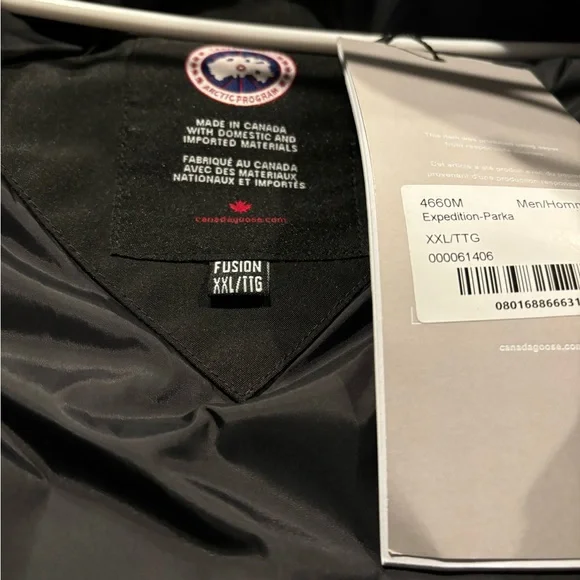 ARCTIC PROGRAM
MADE IN CANADA
WITH DOMESTIC AND
IMPORTED MATERIALS
FABRIQUÉ AU CANADA
AVEC DES MATÉRIAUX
NATIONAUX ET IMPORTÉS
canadagoose.com
FUSION
XXL/TTG
4660M Men/Homm
Expedition-Parka
XXL/TTG
000061406
080168866631
canadagoose.com